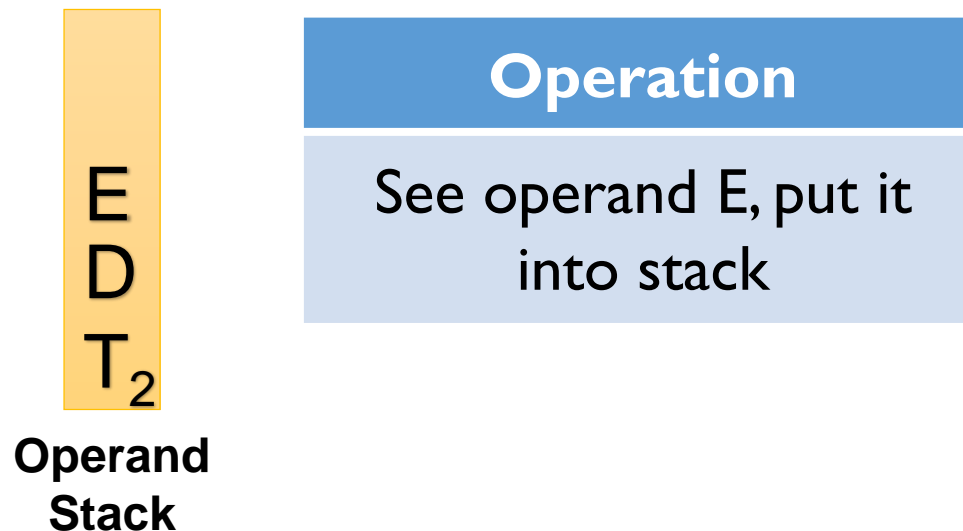 Operation
See operand E, put it
into stack
E
D
T₂
Operand
Stack